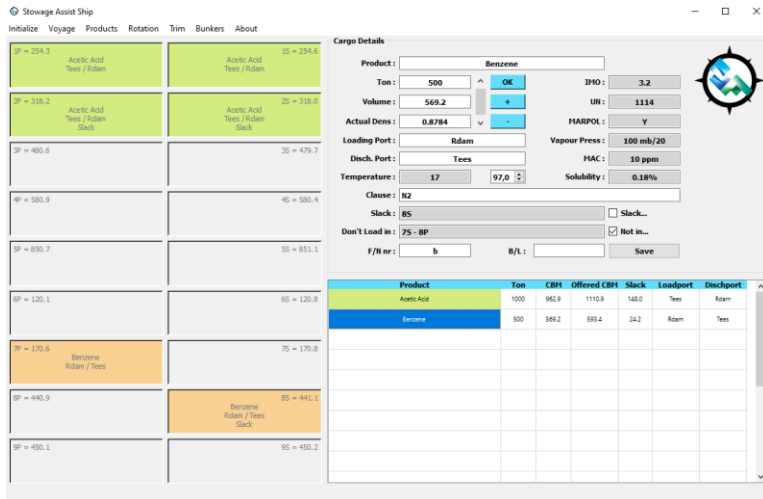 Stowage Assist Ship
Initialize Voyage Products Rotation Trim Bunkers About
1P = 254.3
Acetic Acid
Tees / Rdam
1S = 254.6
Acetic Acid
Tees / Rdam
2P = 318.2
Acetic Acid
Tees / Rdam
Slack
2S = 318.0
Acetic Acid
Tees / Rdam
Slack
3P = 480.6
3S = 479.7
4P = 580.9
4S = 580.4
5P = 850.7
5S = 851.1
6P = 120.1
6S = 120.8
7P = 170.6
Benzene
Rdam / Tees
7S = 170.8
8P = 440.9
8S = 441.1
Benzene
Rdam / Tees
Slack
9P = 450.1
9S = 450.2
Cargo Details
Product : Benzene
Ton : 500 OK IMO : 3.2
Volume : 569.2 + UN : 1114
Actual Dens : 0.8784 - MARPOL : Y
Loading Port : Rdam Vapour Press : 100 mb/20
Disch. Port : Tees MAC : 10 ppm
Temperature : 17 97,0 Solubility : 0.18%
Clause : N2
Slack : 8S Slack...
Don't Load in : 7S - 8P Not in...
F/N nr : b B/L : Save
Product Ton CBM Offered CBM Slack Loadport Dischport
Acetic Acid 1000 962.9 1110.9 148.0 Tees Rdam
Benzene 500 569.2 593.4 24.2 Rdam Tees